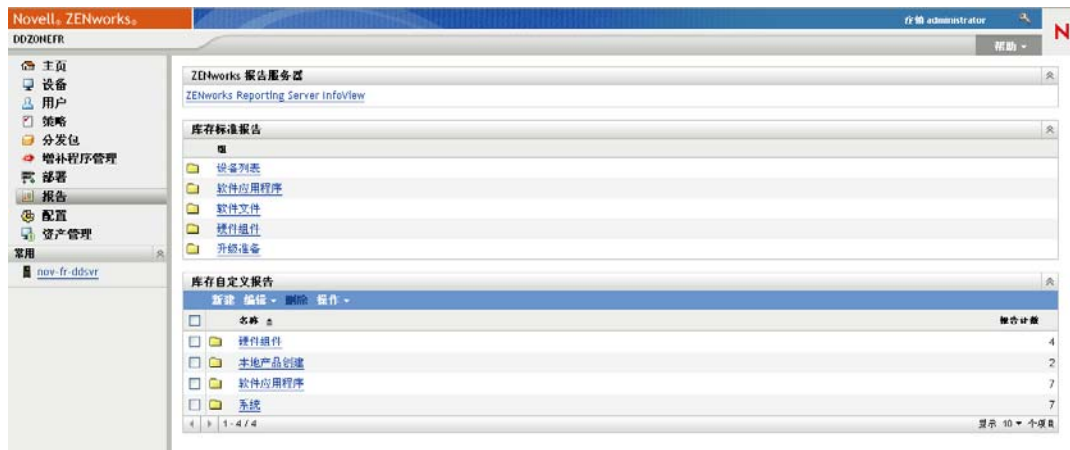 Novell® ZENworks®
注销 administrator
DDZONEFR
帮助
N
主页
设备
用户
策略
分发包
增补程序管理
部署
报告
配置
资产管理
常用
nov-fr-ddsvr
ZENworks 报告服务器
ZENworks Reporting Server InfoView
库存标准报告
组
设备列表
软件应用程序
软件文件
硬件组件
升级准备
库存自定义报告
新建 编辑 删除 操作
名称 报告计数
硬件组件 4
本地产品创建 2
软件应用程序 7
系统 7
1 - 4 / 4 显示 10 个项目